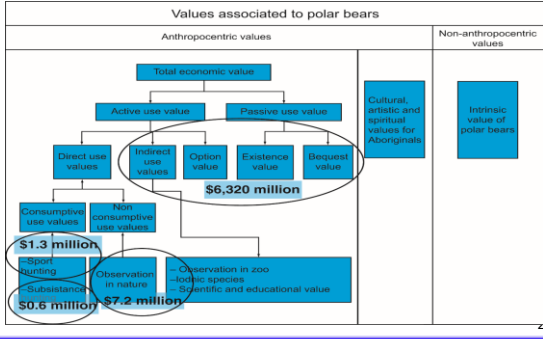 Values associated to polar bears
Anthropocentric values
Non-anthropocentric
values
Total economic value
Active use value
Passive use value
Cultural,
artistic and
spiritual
values for
Aboriginals
Intrinsic
value of
polar bears
Direct use
values
Indirect
use
values
Option
value
Existence
value
Bequest
value
$6,320 million
Consumptive
use values
Non
consumptive
use values
$1.3 million
–Sport
hunting
–Subsistance
$0.6 million
Observation
in nature
$7.2 million
– Observation in zoo
–Iodnic species
– Scientific and educational value